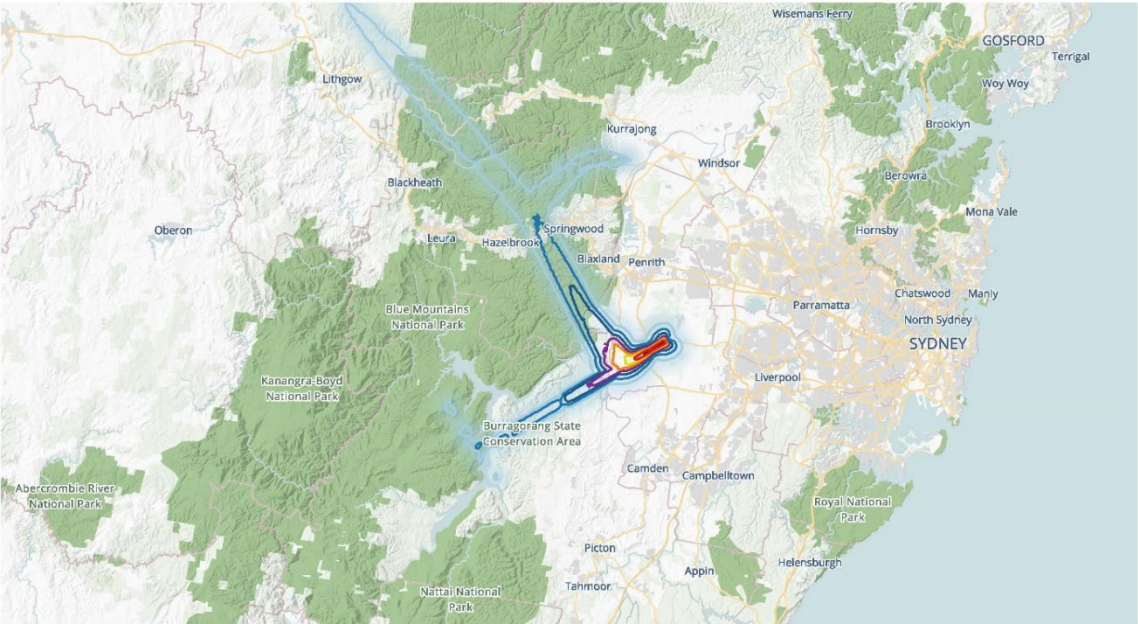 Wisemans Ferry
GOSFORD
Terrigal
Lithgow
Woy Woy
Kurrajong
Brooklyn
Windsor
Blackheath
Berowra
Mona Vale
Oberon
Leura
Hazelbrook
Springwood
Hornsby
Blaxland
Penrith
Chatswood
Manly
Parramatta
Blue Mountains
National Park
North Sydney
SYDNEY
Kanangra-Boyd
National Park
Liverpool
Burragorang State
Conservation Area
Camden
Campbelltown
Abercrombie River
National Park
Royal National
Park
Picton
Appin
Helensburgh
Tahmoor
Nattai National
Park